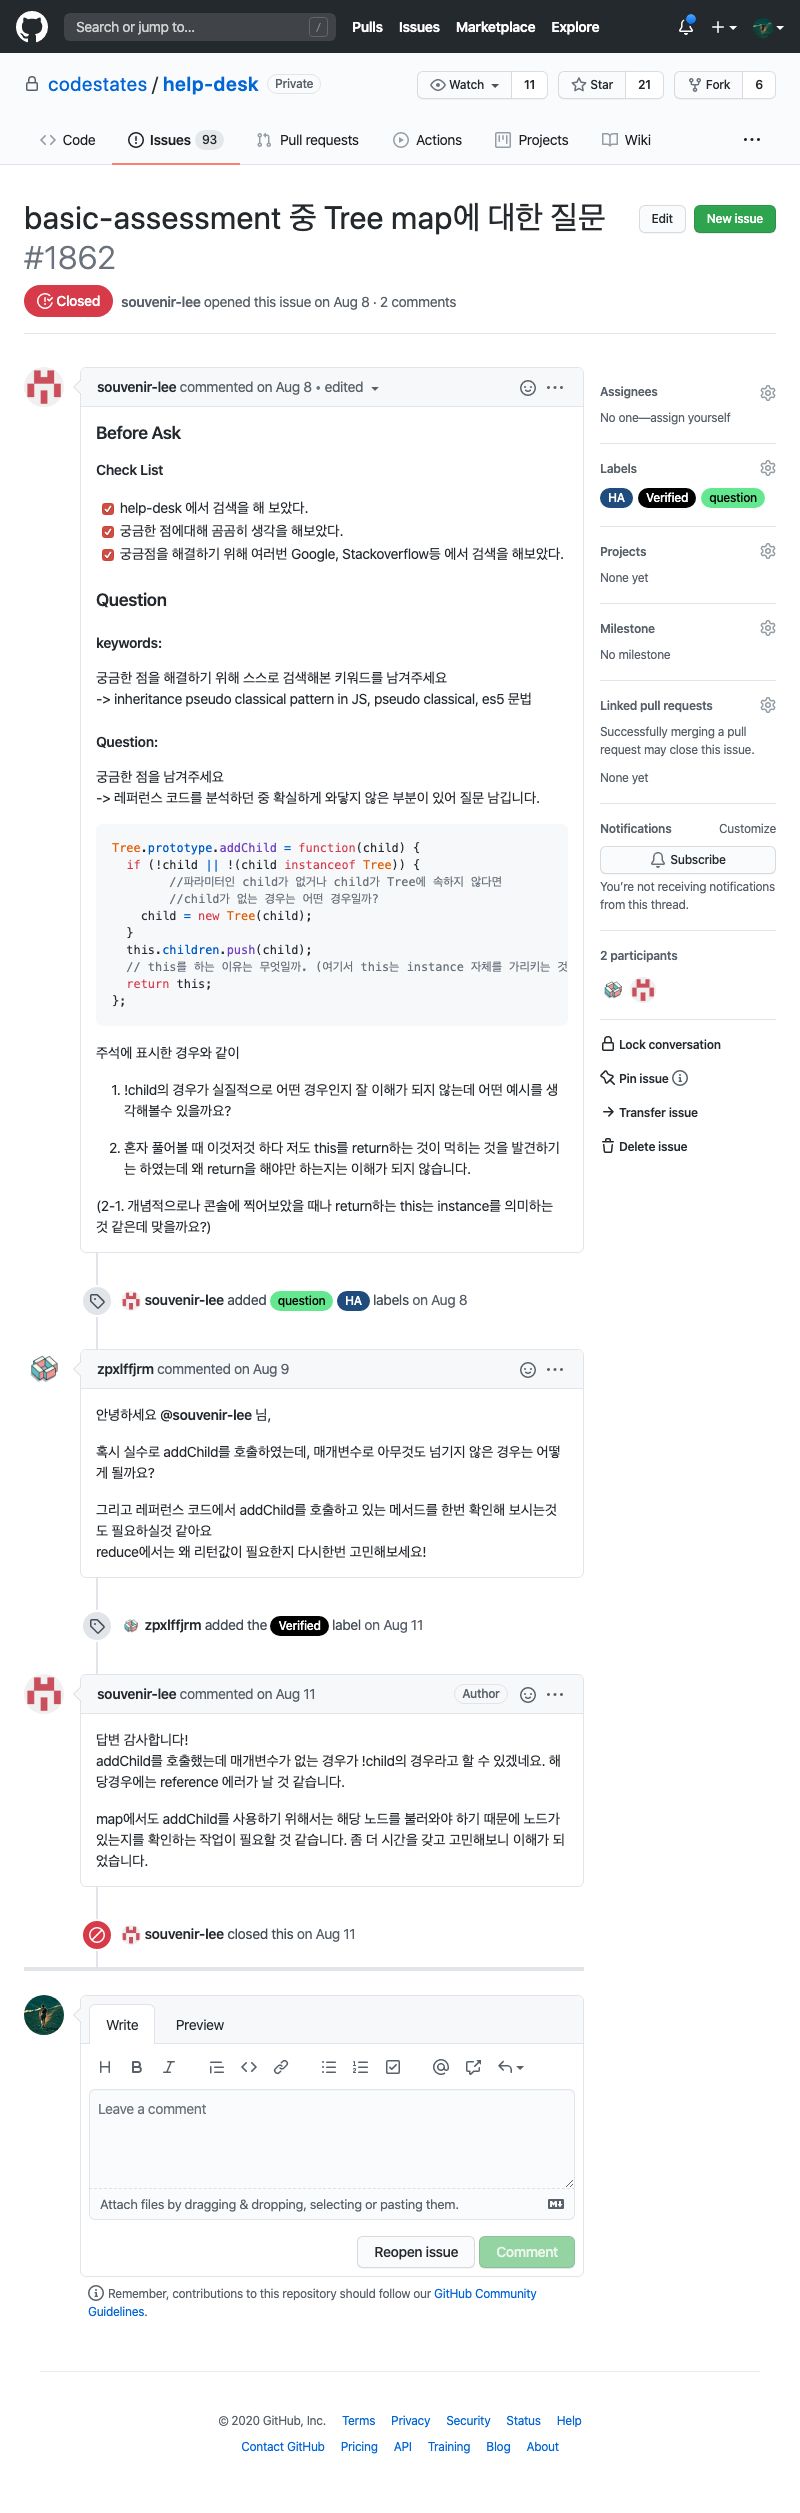 Search or jump to... /
Pulls Issues Marketplace Explore
codestates / help-desk Private
Watch 11 Star 21 Fork 6
Code Issues 93 Pull requests Actions Projects Wiki
basic-assessment 중 Tree map에 대한 질문
#1862
Edit New issue
Closed souvenir-lee opened this issue on Aug 8 · 2 comments
souvenir-lee commented on Aug 8 • edited
Before Ask
Check List
help-desk 에서 검색을 해 보았다.
궁금한 점에대해 곰곰히 생각을 해보았다.
궁금점을 해결하기 위해 여러번 Google, Stackoverflow등 에서 검색을 해보았다.
Question
keywords:
궁금한 점을 해결하기 위해 스스로 검색해본 키워드를 남겨주세요
-> inheritance pseudo classical pattern in JS, pseudo classical, es5 문법
Question:
궁금한 점을 남겨주세요
-> 레퍼런스 코드를 분석하던 중 확실하게 와닿지 않은 부분이 있어 질문 남깁니다.
Tree.prototype.addChild = function(child) {
if (!child || !(child instanceof Tree)) {
//파라미터인 child가 없거나 child가 Tree에 속하지 않다면
//child가 없는 경우는 어떤 경우일까?
child = new Tree(child);
}
this.children.push(child);
// this를 하는 이유는 무엇일까. (여기서 this는 instance 자체를 가리키는 것
return this;
};
주석에 표시한 경우와 같이
1. !child의 경우가 실질적으로 어떤 경우인지 잘 이해가 되지 않는데 어떤 예시를 생
각해볼수 있을까요?
2. 혼자 풀어볼 때 이것저것 하다 저도 this를 return하는 것이 먹히는 것을 발견하기
는 하였는데 왜 return을 해야만 하는지는 이해가 되지 않습니다.
(2-1. 개념적으로나 콘솔에 찍어보았을 때나 return하는 this는 instance를 의미하는
것 같은데 맞을까요?)
souvenir-lee added question HA labels on Aug 8
zpxlffjrm commented on Aug 9
안녕하세요 @souvenir-lee 님,
혹시 실수로 addChild를 호출하였는데, 매개변수로 아무것도 넘기지 않은 경우는 어떻
게 될까요?
그리고 레퍼런스 코드에서 addChild를 호출하고 있는 메서드를 한번 확인해 보시는것
도 필요하실것 같아요
reduce에서는 왜 리턴값이 필요한지 다시한번 고민해보세요!
zpxlffjrm added the Verified label on Aug 11
souvenir-lee commented on Aug 11 Author
답변 감사합니다!
addChild를 호출했는데 매개변수가 없는 경우가 !child의 경우라고 할 수 있겠네요. 해
당경우에는 reference 에러가 날 것 같습니다.
map에서도 addChild를 사용하기 위해서는 해당 노드를 불러와야 하기 때문에 노드가
있는지를 확인하는 작업이 필요할 것 같습니다. 좀 더 시간을 갖고 고민해보니 이해가 되
었습니다.
souvenir-lee closed this on Aug 11
Write Preview
H B I
Leave a comment
Attach files by dragging & dropping, selecting or pasting them.
Reopen issue Comment
Remember, contributions to this repository should follow our GitHub Community
Guidelines.
Assignees
No one—assign yourself
Labels
HA Verified question
Projects
None yet
Milestone
No milestone
Linked pull requests
Successfully merging a pull
request may close this issue.
None yet
Notifications Customize
Subscribe
You're not receiving notifications
from this thread.
2 participants
Lock conversation
Pin issue
Transfer issue
Delete issue
© 2020 GitHub, Inc. Terms Privacy Security Status Help
Contact GitHub Pricing API Training Blog About